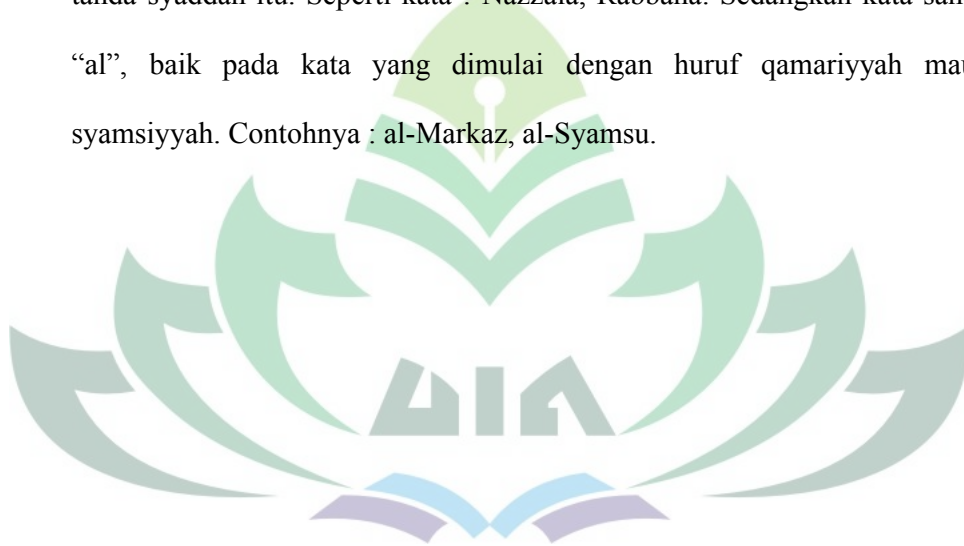 tanda syaddah itu. Seperti kata : Nazzala, Rabbana. Sedangkan kata
“al”, baik pada kata yang dimulai dengan huruf qamariyyah
syamsiyyah. Contohnya : al-Markaz, al-Syamsu.
UIN